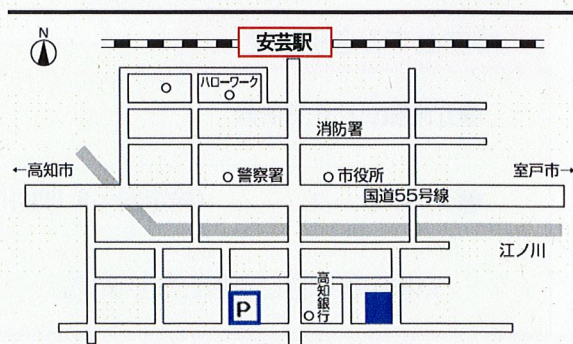 N
安芸駅
ハローワーク
消防署
←高知市
警察署
市役所
室戸市→
国道55号線
江ノ川
高知銀行
P